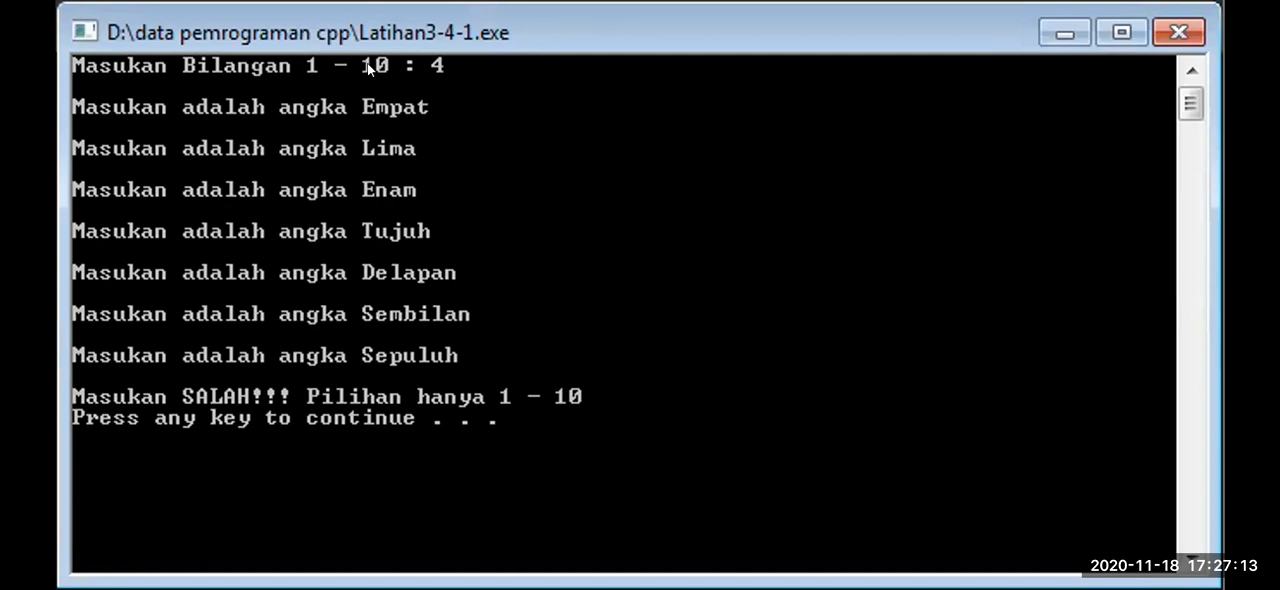 D:\data pemrograman cpp\Latihan3-4-1.exe
Masukan Bilangan 1 - 10 : 4
Masukan adalah angka Empat
Masukan adalah angka Lima
Masukan adalah angka Enam
Masukan adalah angka Tujuh
Masukan adalah angka Delapan
Masukan adalah angka Sembilan
Masukan adalah angka Sepuluh
Masukan SALAH!!! Pilihan hanya 1 - 10
Press any key to continue . . .
2020-11-18 17:27:13